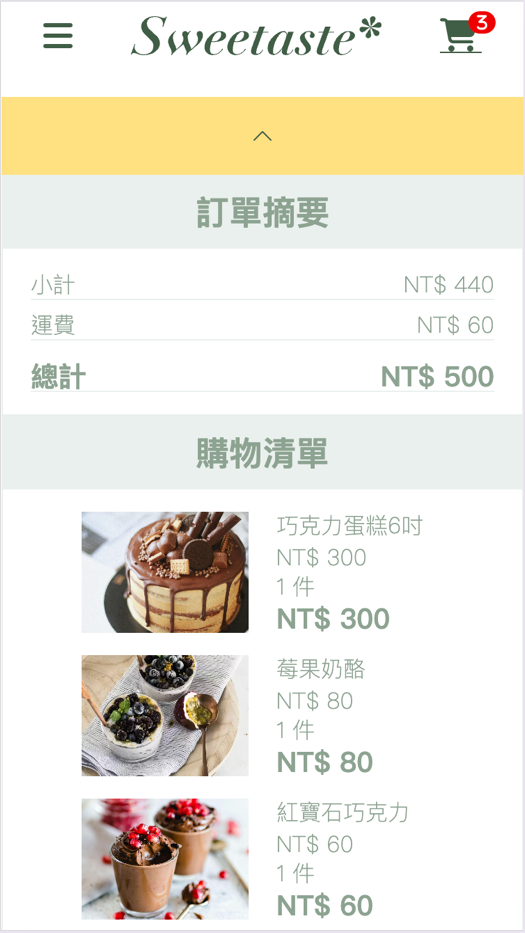 Sweetaste*
3
訂單摘要
小計 NT$ 440
運費 NT$ 60
總計 NT$ 500
購物清單
巧克力蛋糕6吋
NT$ 300
1 件
NT$ 300
莓果奶酪
NT$ 80
1 件
NT$ 80
紅寶石巧克力
NT$ 60
1 件
NT$ 60